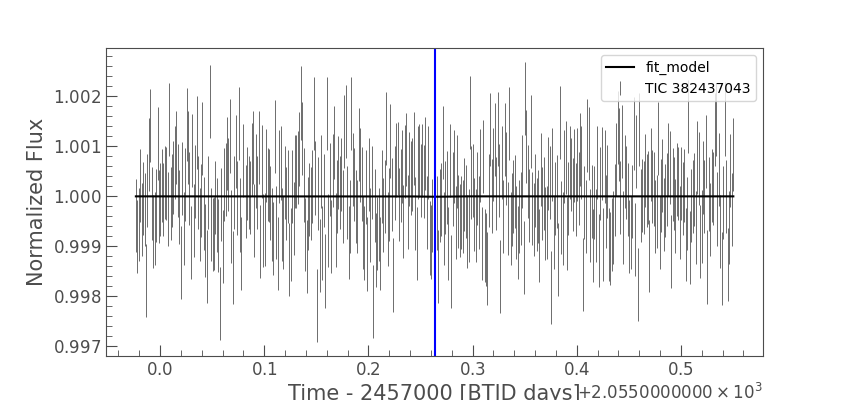 fit_model
TIC 382437043
1.002
1.001
1.000
0.999
0.998
0.997
Normalized Flux
0.0 0.1 0.2 0.3 0.4 0.5
Time - 2457000 [BTJD days]
+2.0550000000 × 10³